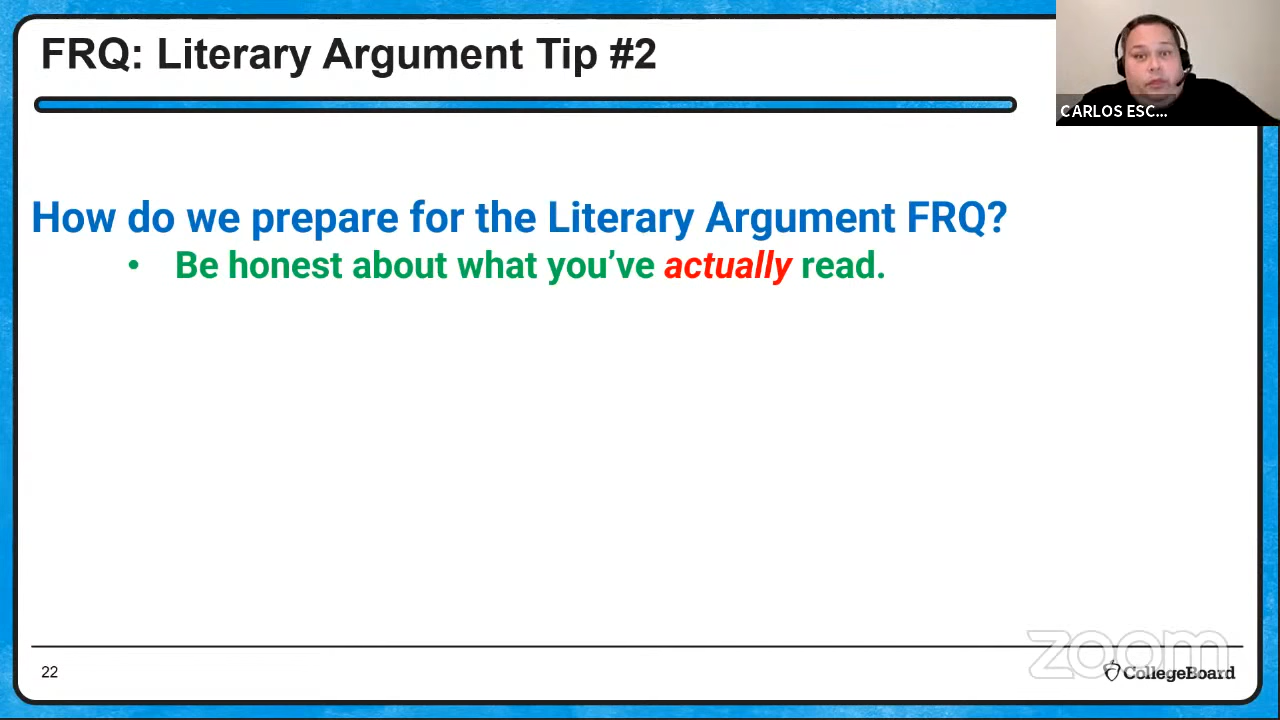 FRQ: Literary Argument Tip #2
CARLOS ESC...
How do we prepare for the Literary Argument FRQ?
• Be honest about what you’ve actually read.
zoom
22
CollegeBoard